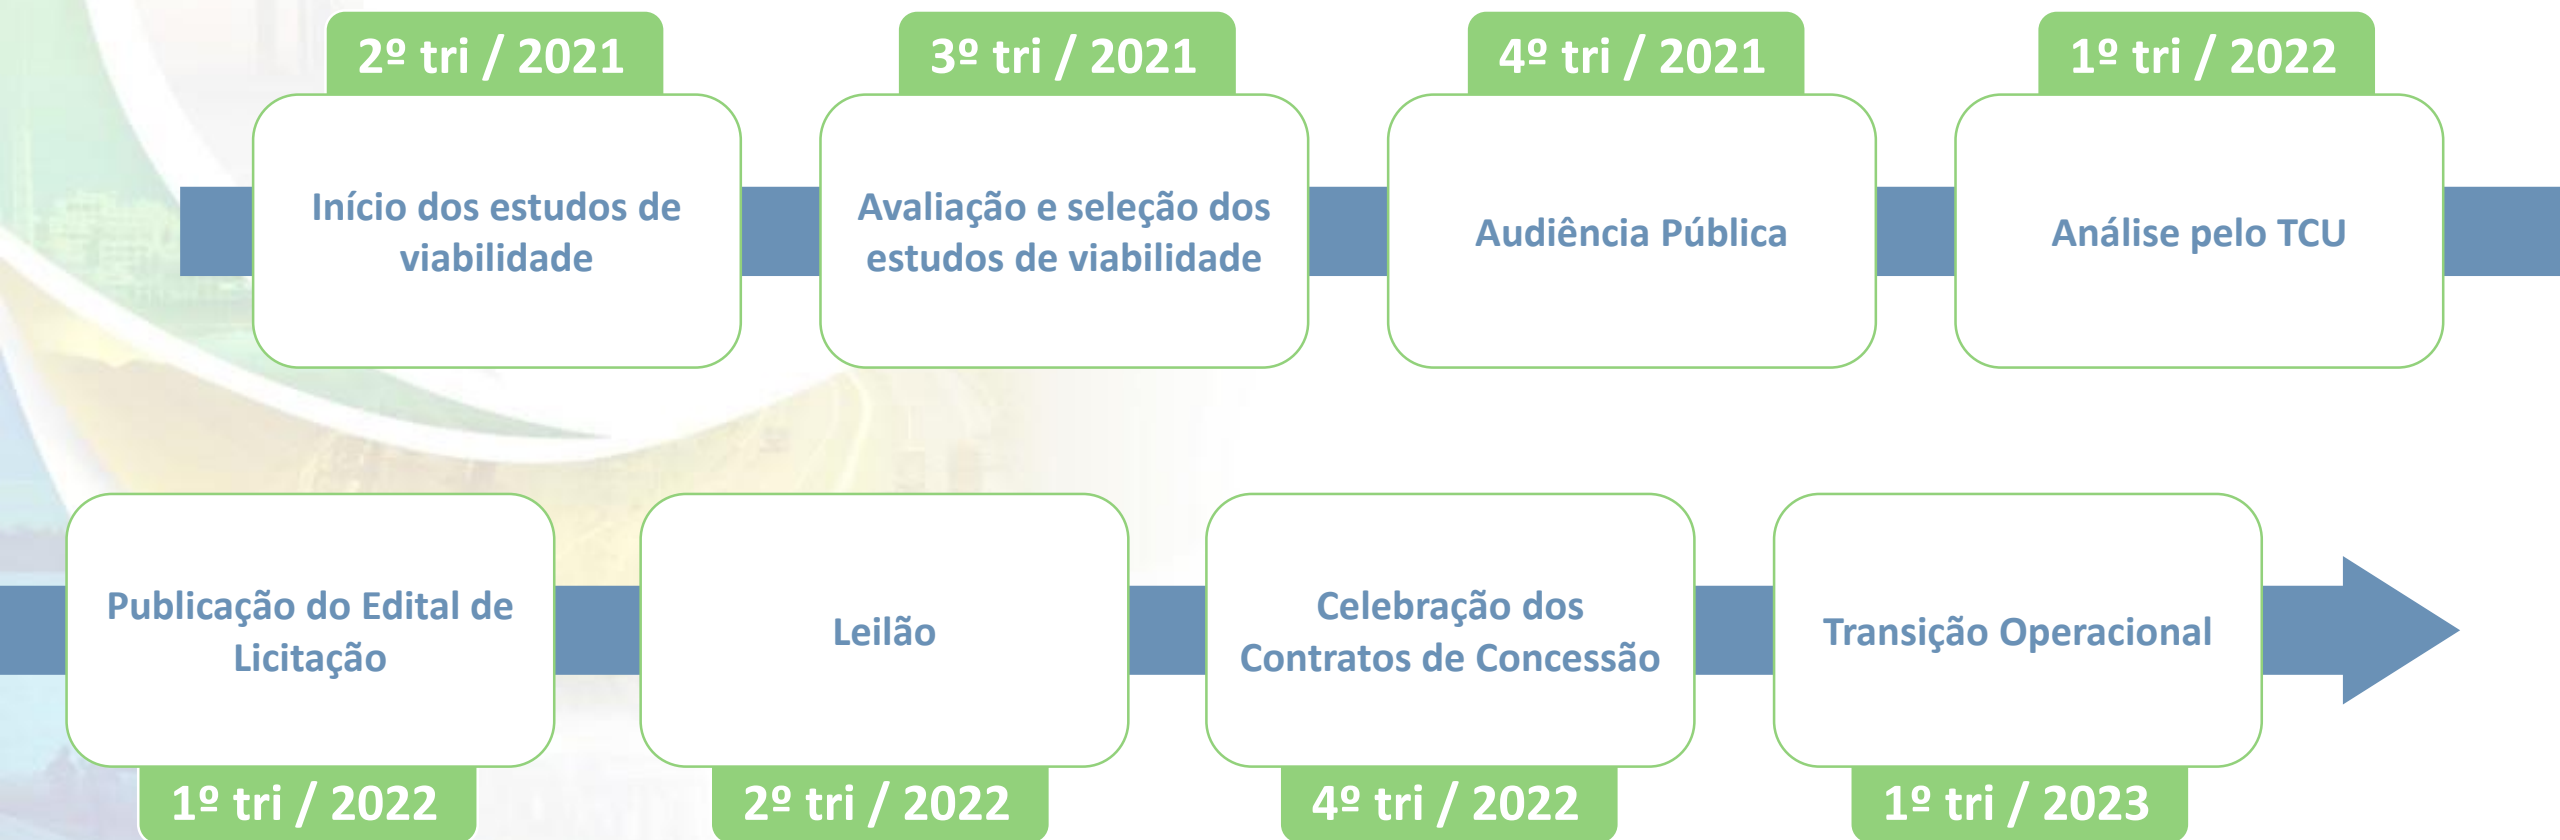 2º tri / 2021
Início dos estudos de
viabilidade
3º tri / 2021
Avaliação e seleção dos
estudos de viabilidade
4º tri / 2021
Audiência Pública
1º tri / 2022
Análise pelo TCU
Publicação do Edital de
Licitação
1º tri / 2022
Leilão
2º tri / 2022
Celebração dos
Contratos de Concessão
4º tri / 2022
Transição Operacional
1º tri / 2023